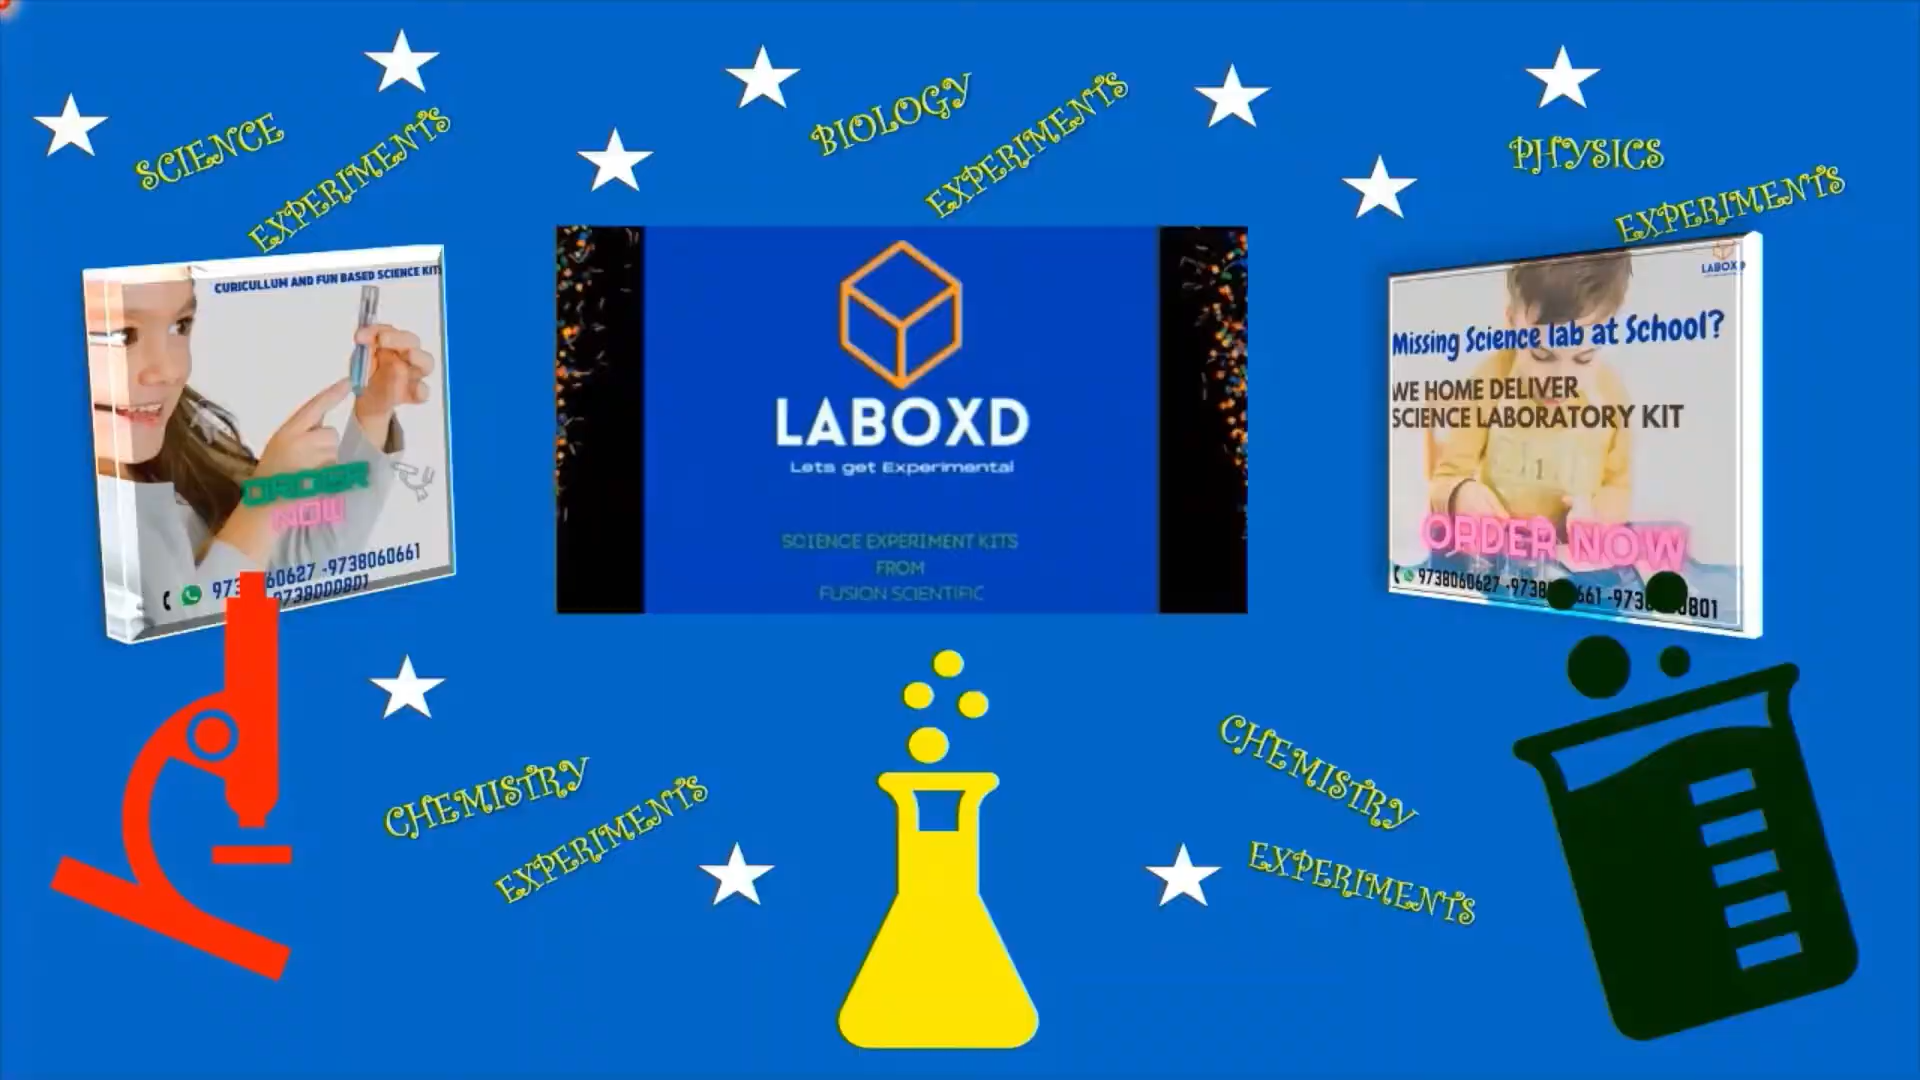 SCIENCE
EXPERIMENTS
BIOLOGY
EXPERIMENTS
PHYSICS
EXPERIMENTS
CURICULLUM AND FUN BASED SCIENCE KITS
ORDER
NOW
-9738060661
9738000801
LABOXD
Lets get Experimental
SCIENCE EXPERIMENT KITS
FROM
FUSION SCIENTIFIC
LABOXD
Missing Science lab at School?
WE HOME DELIVER
SCIENCE LABORATORY KIT
ORDER NOW
9738060627
CHEMISTRY
EXPERIMENTS
CHEMISTRY
EXPERIMENTS